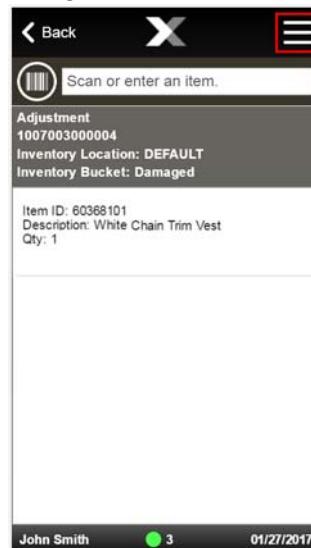 Back
Scan or enter an item.
Adjustment
1007003000004
Inventory Location: DEFAULT
Inventory Bucket: Damaged
Item ID: 60368101
Description: White Chain Trim Vest
Qty: 1
John Smith 3 01/27/2017